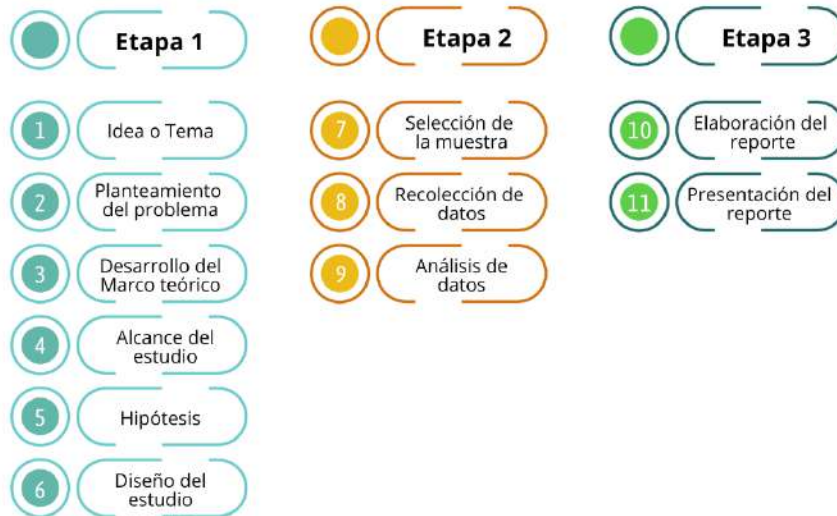 Etapa 1
1
Idea o Tema
2
Planteamiento
del problema
3
Desarrollo del
Marco teórico
4
Alcance del
estudio
5
Hipótesis
6
Diseño del
estudio
Etapa 2
7
Selección de
la muestra
8
Recolección de
datos
9
Análisis de
datos
Etapa 3
10
Elaboración del
reporte
11
Presentación del
reporte